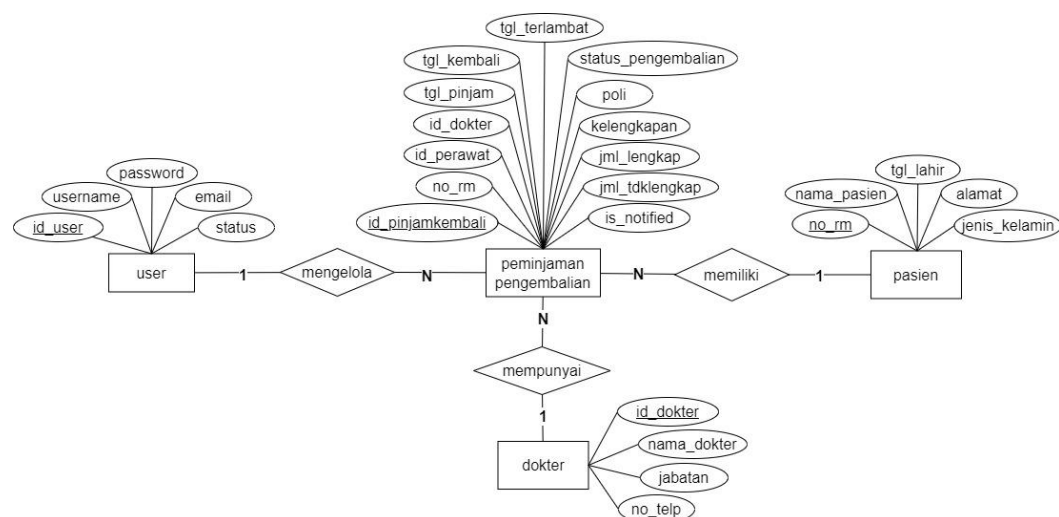 tgl_terlambat
tgl_kembali
status_pengembalian
tgl_pinjam
poli
id_dokter
kelengkapan
id_perawat
jml_lengkap
no_rm
jml_tdklengkap
id_pinjamkembali
is_notified
password
username
email
id_user
status
tgl_lahir
nama_pasien
alamat
no_rm
jenis_kelamin
user
1
mengelola
N
peminjaman
pengembalian
N
memiliki
1
pasien
N
mempunyai
1
dokter
id_dokter
nama_dokter
jabatan
no_telp